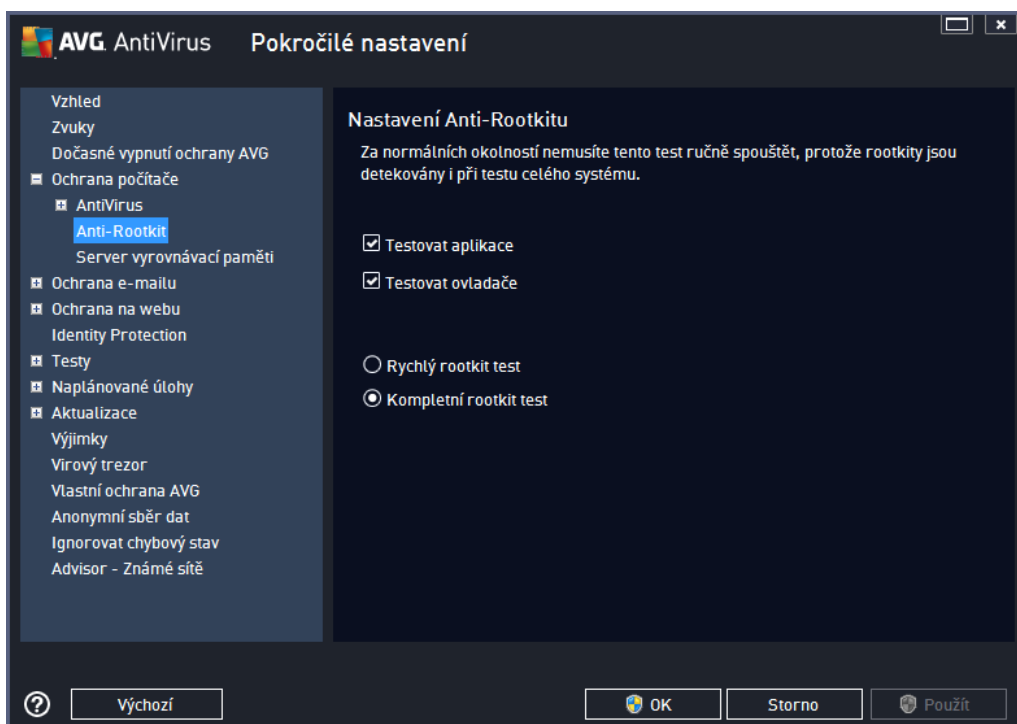 AVG. AntiVirus Pokročilé nastavení
Vzhled
Zvuky
Dočasné vypnutí ochrany AVG
Ochrana počítače
AntiVirus
Anti-Rootkit
Server vyrovnávací paměti
Ochrana e-mailu
Ochrana na webu
Identity Protection
Testy
Naplánované úlohy
Aktualizace
Výjimky
Virový trezor
Vlastní ochrana AVG
Anonymní sběr dat
Ignorovat chybový stav
Advisor - Známé sítě
Nastavení Anti-Rootkitu
Za normálních okolností nemusíte tento test ručně spouštět, protože rootkity jsou
detekovány i při testu celého systému.
Testovat aplikace
Testovat ovladače
Rychlý rootkit test
Kompletní rootkit test
Výchozí OK Storno Použít